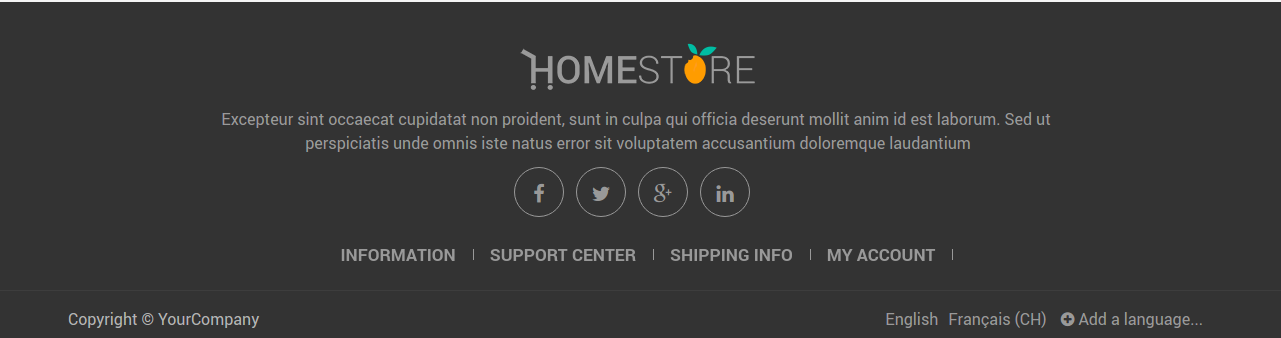 HOMESTORE
Excepteur sint occaecat cupidatat non proident, sunt in culpa qui officia deserunt mollit anim id est laborum. Sed ut
perspiciatis unde omnis iste natus error sit voluptatem accusantium doloremque laudantium
INFORMATION | SUPPORT CENTER | SHIPPING INFO | MY ACCOUNT |
Copyright © YourCompany English Français (CH) Add a language...